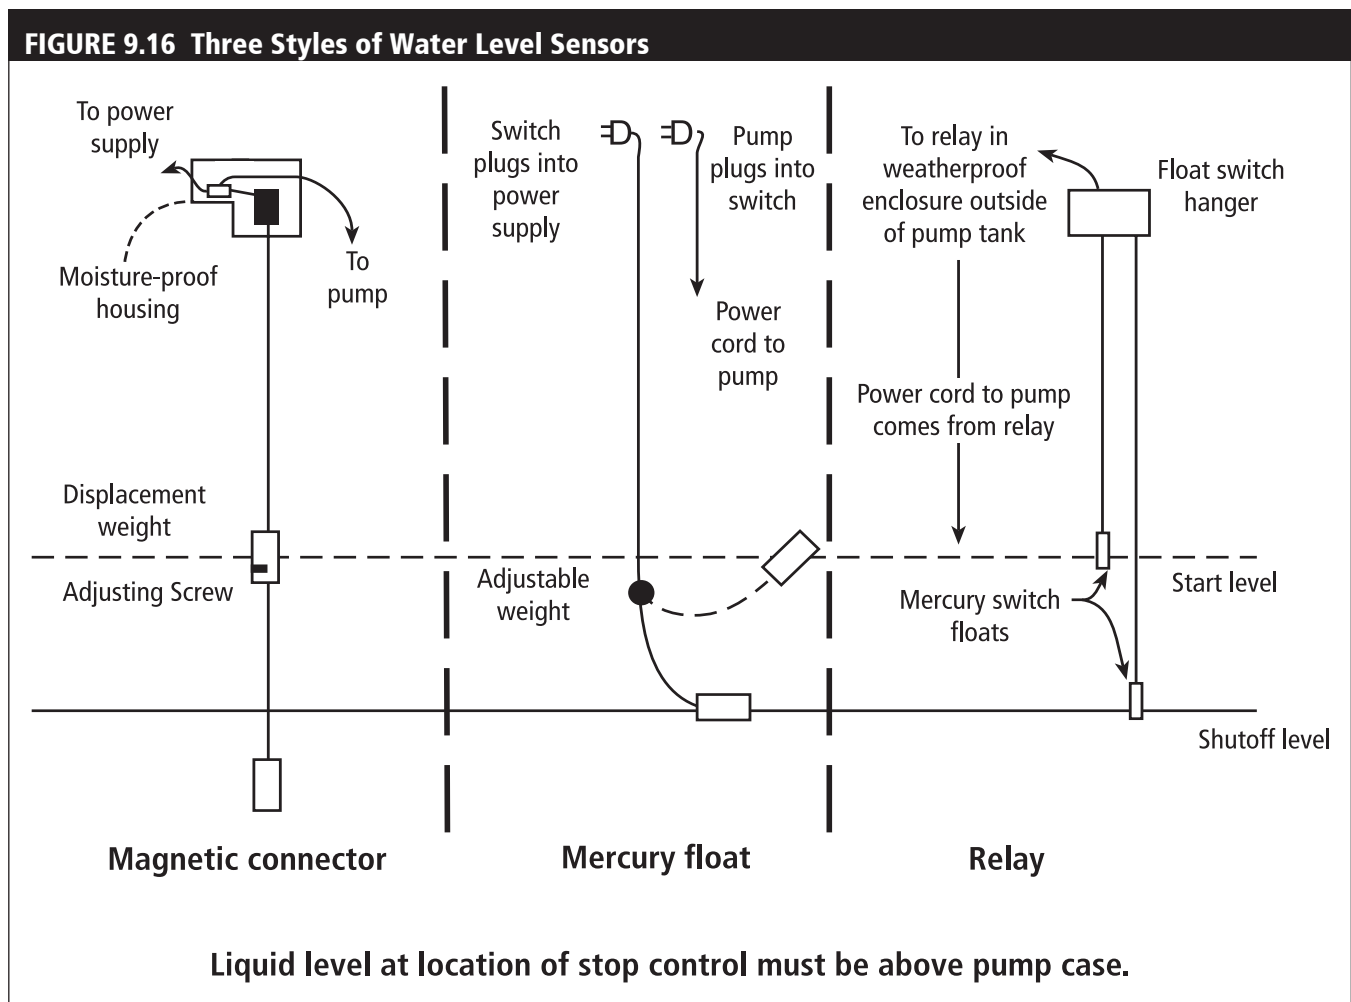 FIGURE 9.16 Three Styles of Water Level Sensors
To power
supply
Moisture-proof
housing
To
pump
Displacement
weight
Adjusting Screw
Magnetic connector
Switch
plugs into
power
supply
Pump
plugs into
switch
Power
cord to
pump
Adjustable
weight
Mercury float
To relay in
weatherproof
enclosure outside
of pump tank
Float switch
hanger
Power cord to pump
comes from relay
Mercury switch
floats
Start level
Shutoff level
Relay
Liquid level at location of stop control must be above pump case.